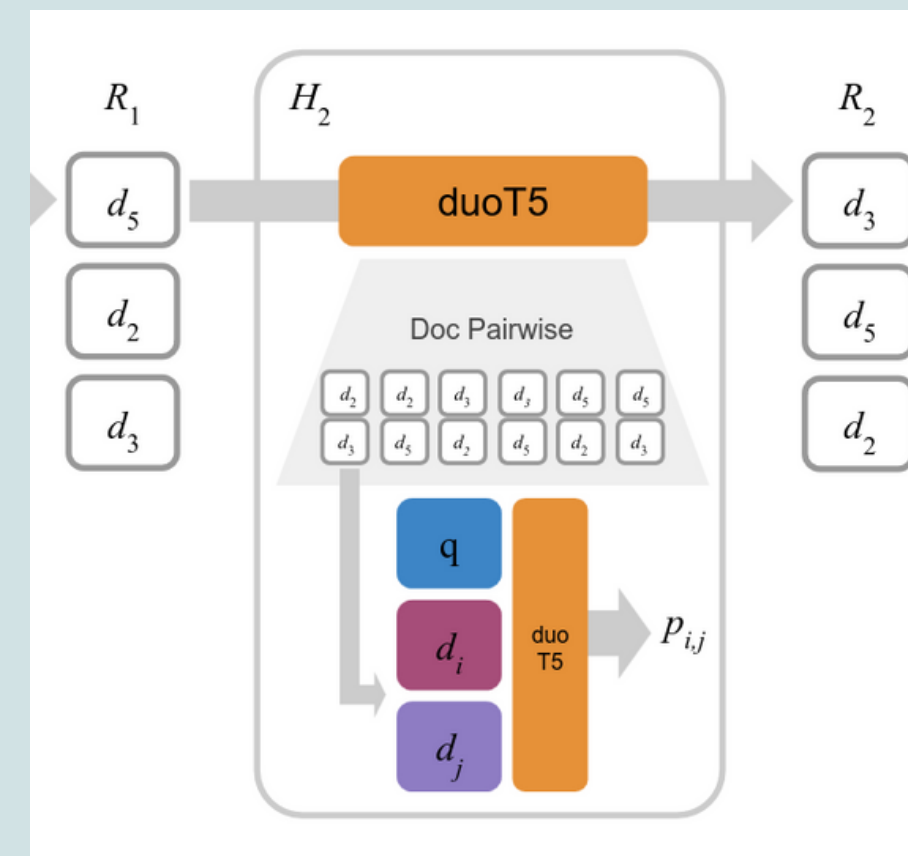 R₁ H₂ R₂
d₅ duoT5 d₃
d₂ d₅
Doc Pairwise
d₂ d₂ d₃ d₃ d₅ d₅
d₃ d₅ d₂ d₅ d₂ d₃
d₃ d₂
q
dᵢ duo T5 pᵢ,ⱼ
dⱼ